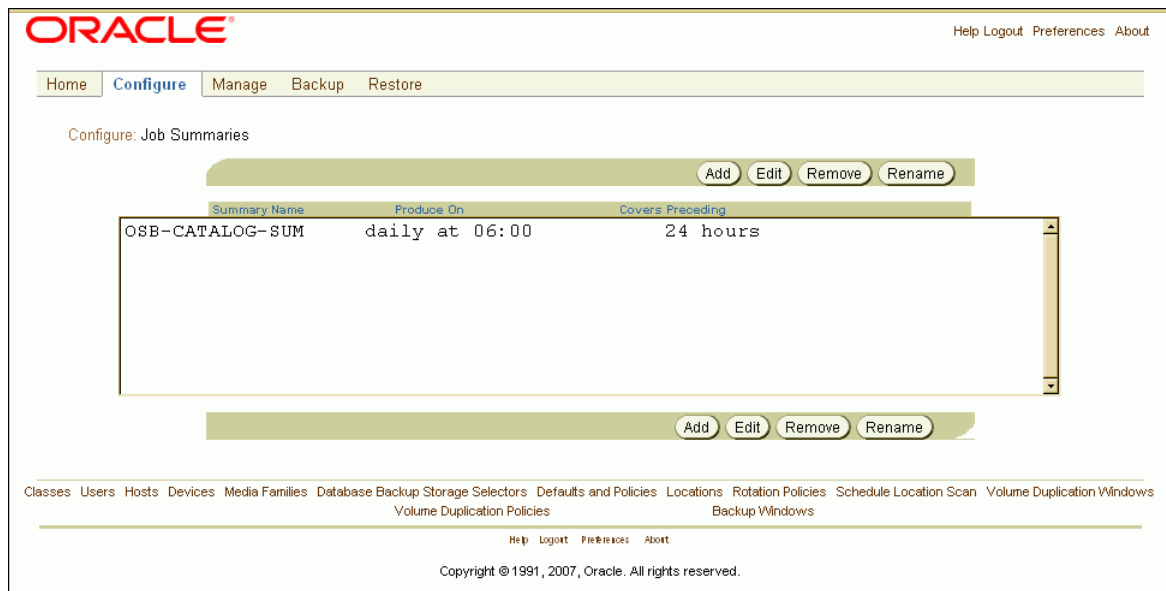 ORACLE
Help Logout Preferences About
Home Configure Manage Backup Restore
Configure: Job Summaries
Add Edit Remove Rename
Summary Name Produce On Covers Preceding
OSB-CATALOG-SUM daily at 06:00 24 hours
Add Edit Remove Rename
Classes Users Hosts Devices Media Families Database Backup Storage Selectors Defaults and Policies Locations Rotation Policies Schedule Location Scan Volume Duplication Windows
Volume Duplication Policies Backup Windows
Help Logout Preferences About
Copyright © 1991, 2007, Oracle. All rights reserved.